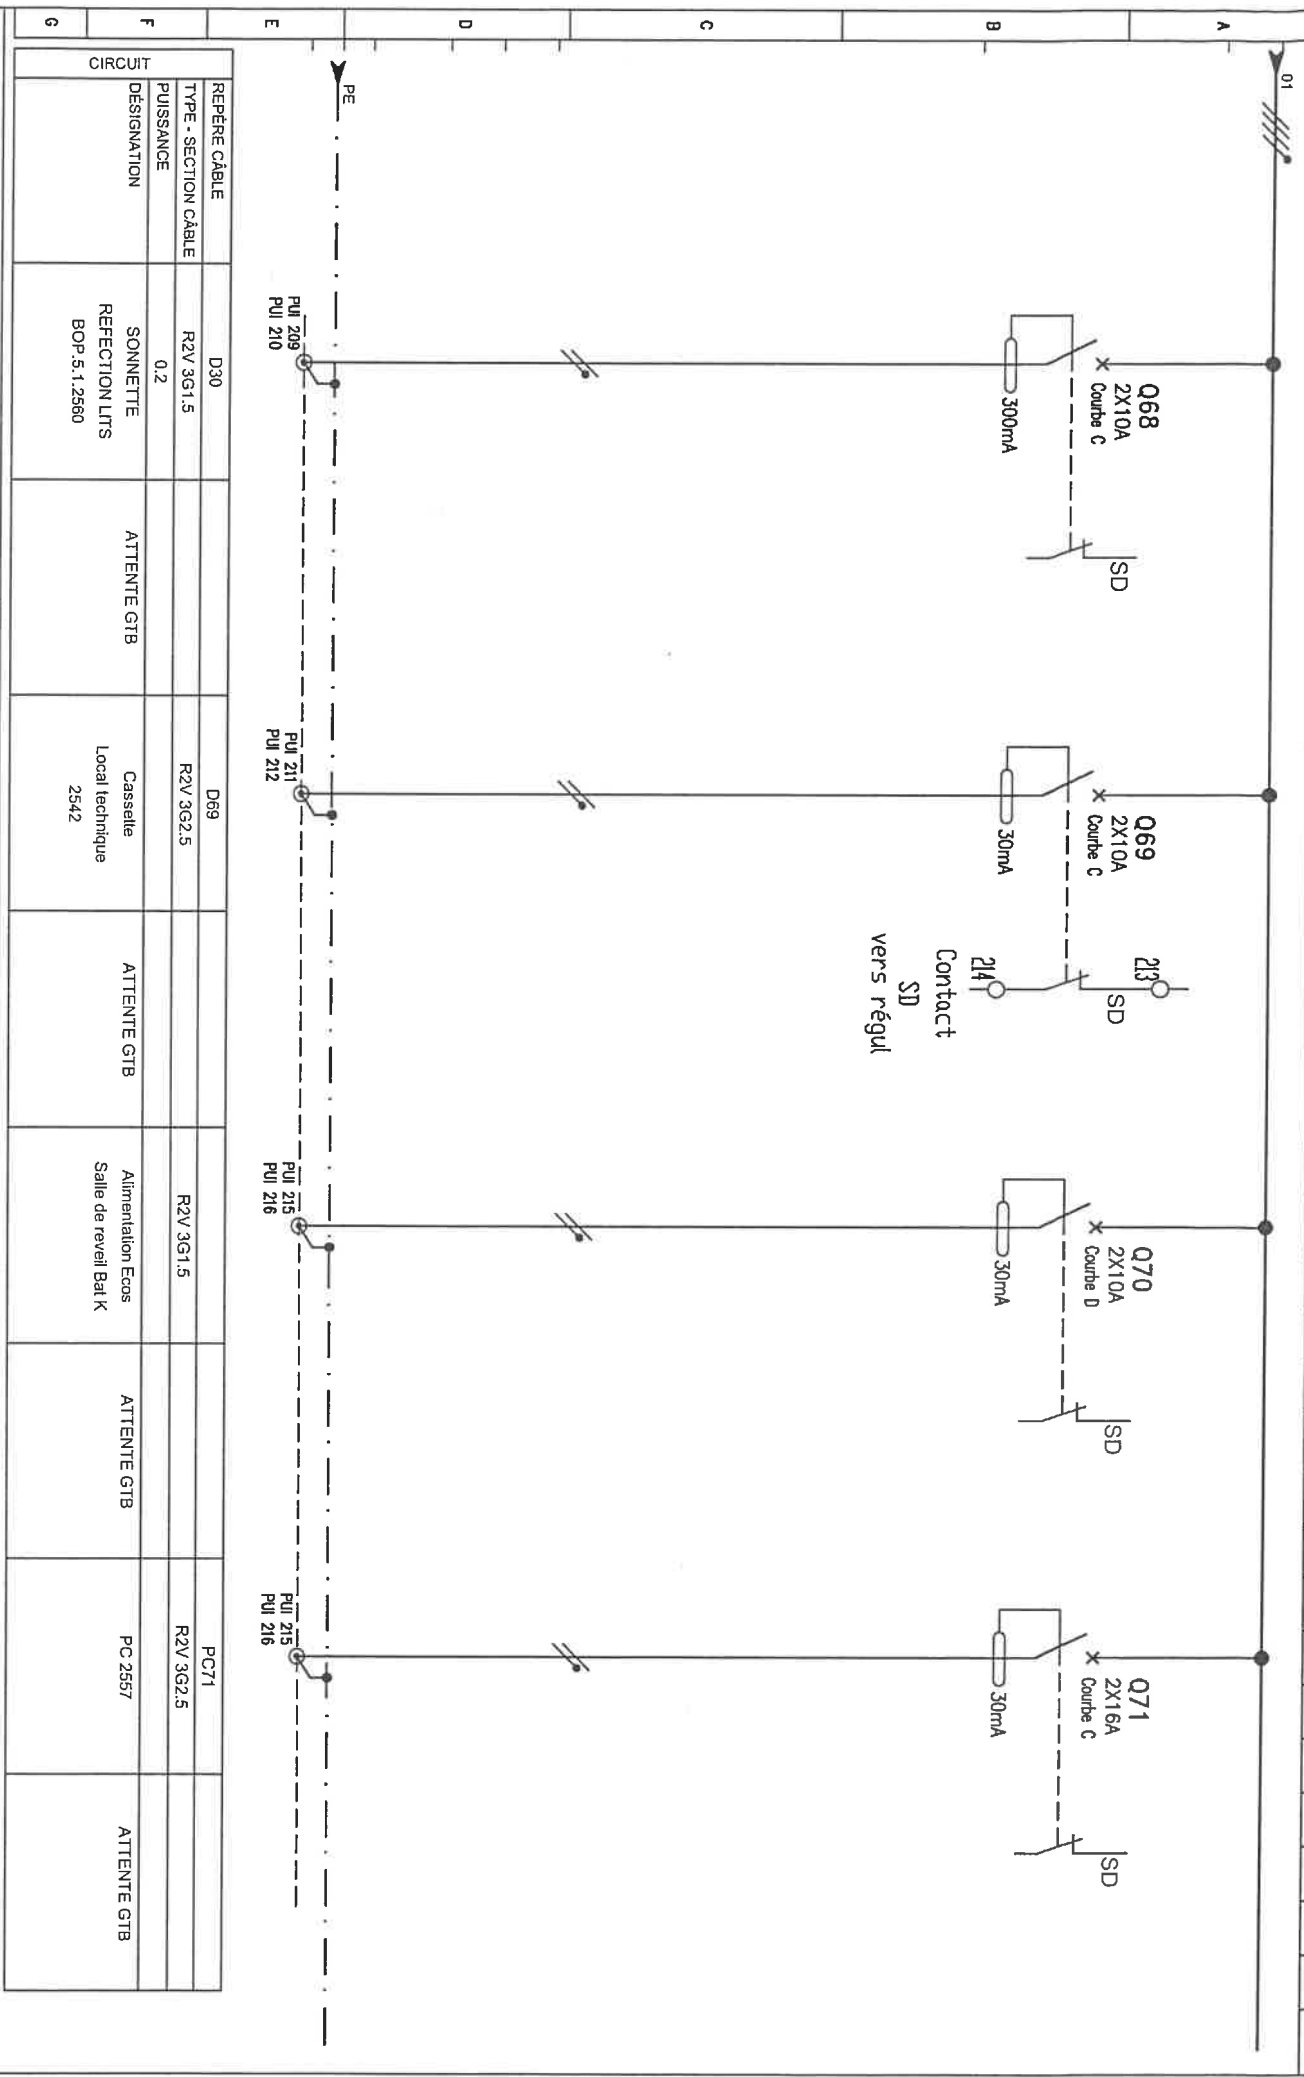 A
B
C
D
E
F
G
01
Q68
2X10A
Courbe C
300mA
SD
Q69
2X10A
Courbe C
30mA
213
SD
214
Contact
SD
vers régul
Q70
2X10A
Courbe D
30mA
SD
Q71
2X16A
Courbe C
30mA
SD
PE
PUI 209
PUI 210
PUI 211
PUI 212
PUI 215
PUI 216
PUI 215
PUI 216
CIRCUIT
REPÈRE CÂBLE
D30
D69
PC71
TYPE - SECTION CÂBLE
R2V 3G1.5
R2V 3G2.5
R2V 3G1.5
R2V 3G2.5
PUISSANCE
0.2
DÉSIGNATION
SONNETTE
REFECTION LITS
BOP.5.1.2560
ATTENTE GTB
Cassette
Local technique
2542
ATTENTE GTB
Alimentation Ecos
Salle de reveil Bat K
ATTENTE GTB
PC 2557
ATTENTE GTB